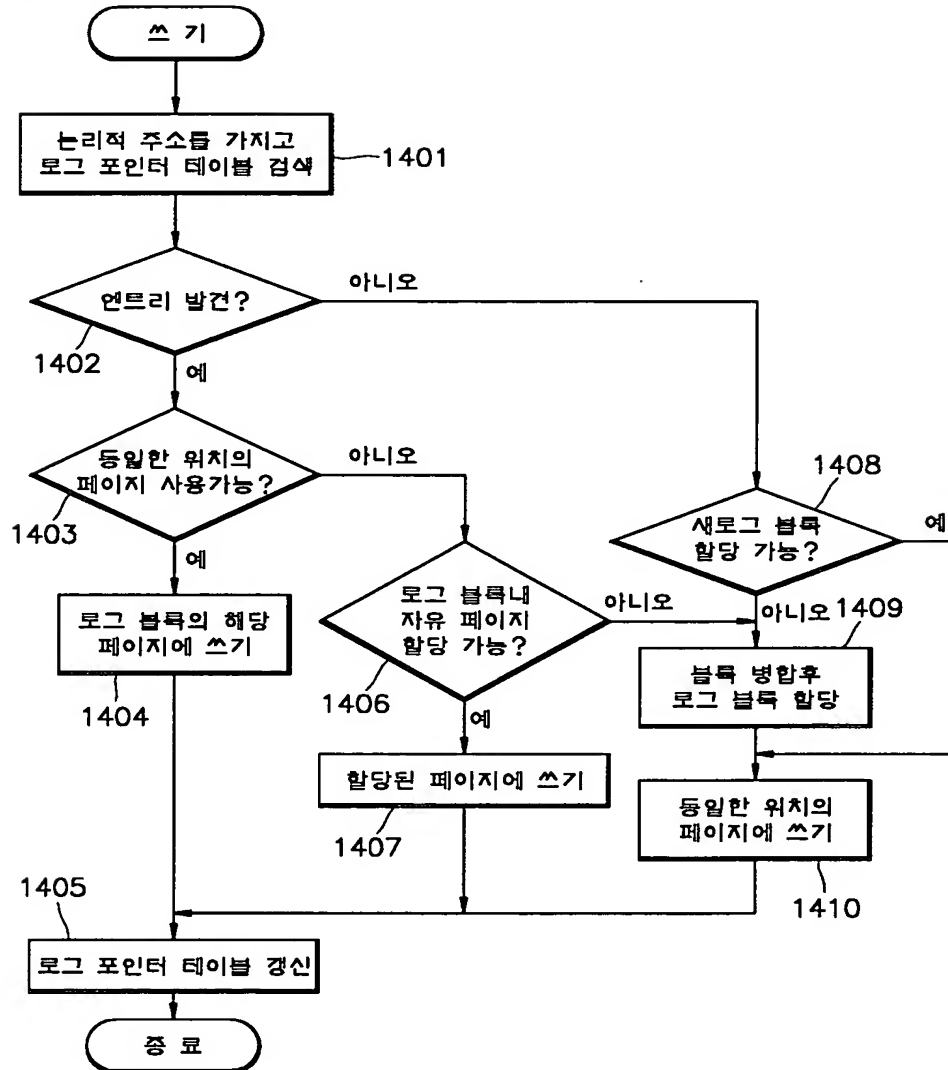 쓰 기
논리적 주소를 가지고
로그 포인터 테이블 검색
1401
엔트리 발견?
아니오
1402
예
동일한 위치의
페이지 사용가능?
아니오
1403
예
1408
새로그 블록
할당 가능?
예
로그 블록의 해당
페이지에 쓰기
1404
로그 블록내
자유 페이지
할당 가능?
아니오
1406
예
아니오
1409
블록 병합후
로그 블록 할당
할당된 페이지에 쓰기
1407
동일한 위치의
페이지에 쓰기
1410
1405
로그 포인터 테이블 갱신
종 료